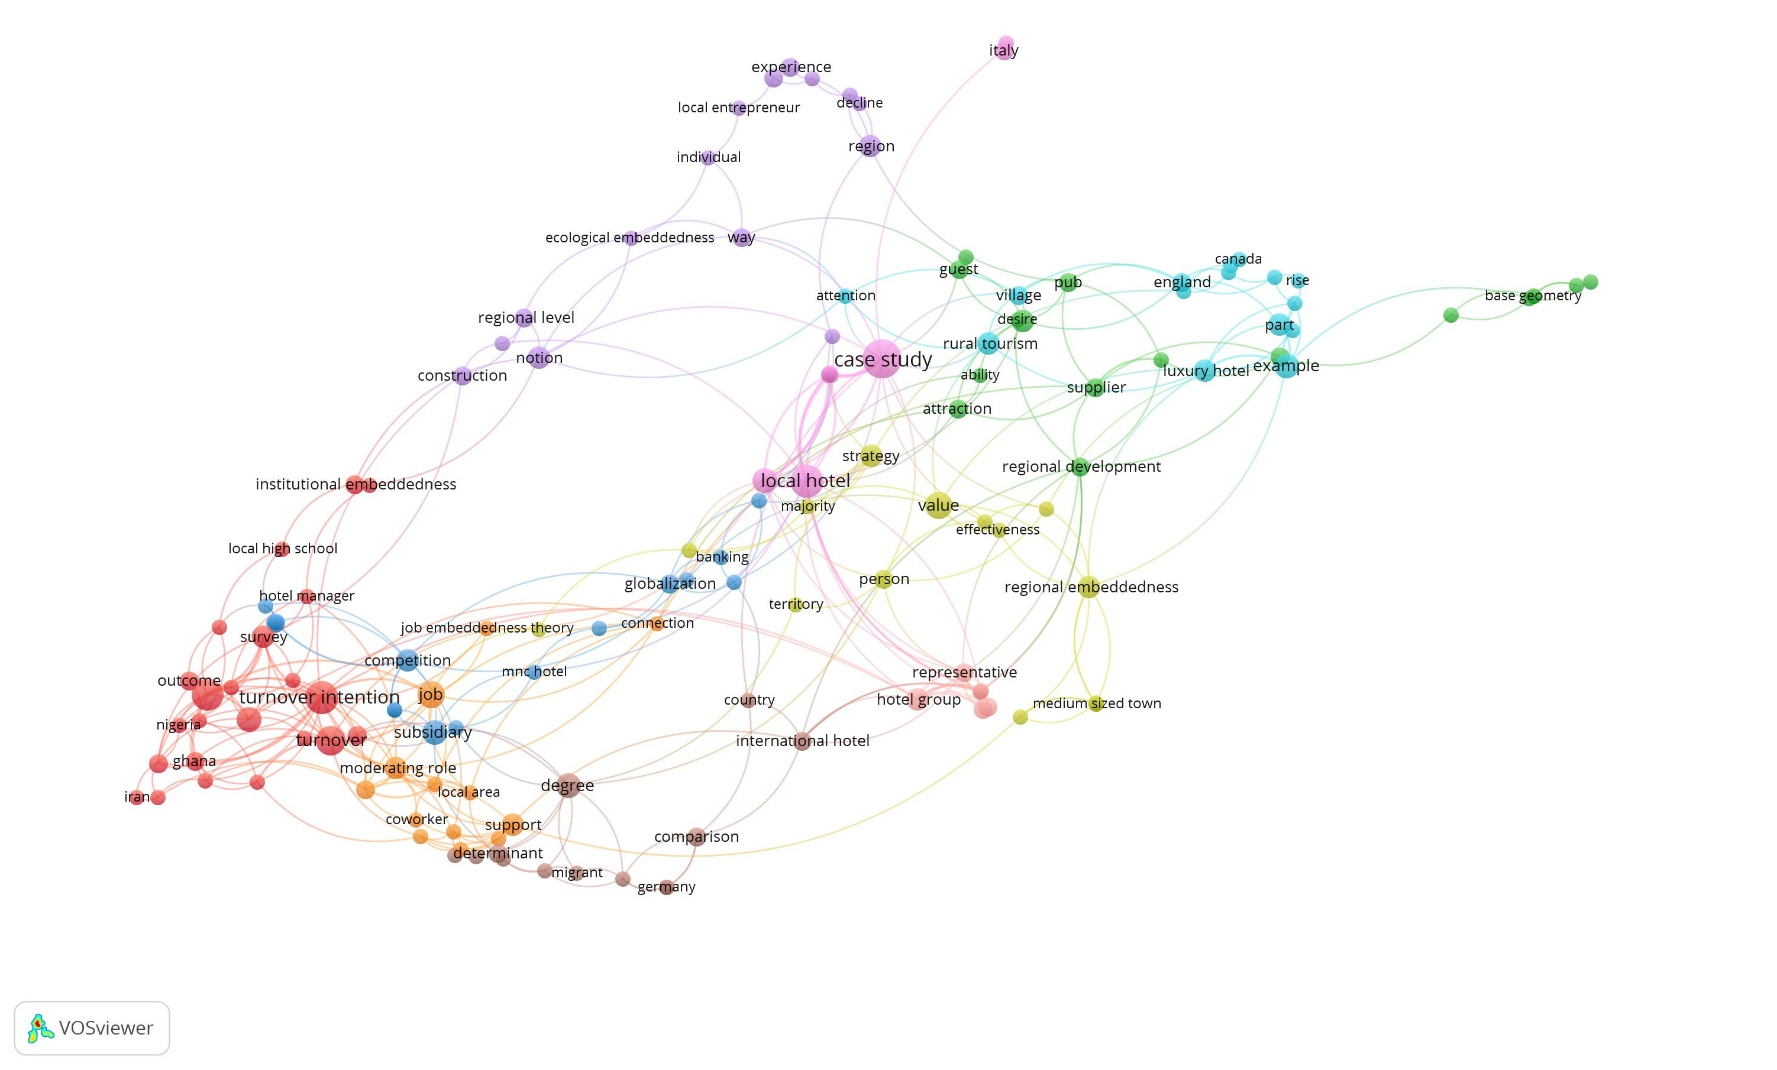 italy
experience
decline
local entrepreneur
region
individual
ecological embeddedness
way
guest
canada
england
pub
rise
attention
village
base geometry
regional level
desire
part
rural tourism
notion
case study
example
luxury hotel
construction
ability
supplier
attraction
strategy
regional development
local hotel
institutional embeddedness
majority
value
effectiveness
local high school
banking
globalization
person
regional embeddedness
hotel manager
territory
job embeddedness theory
connection
survey
competition
mnc hotel
representative
outcome
turnover intention
job
country
hotel group
medium sized town
nigeria
subsidiary
turnover
international hotel
ghana
moderating role
degree
local area
iran
coworker
support
comparison
determinant
migrant
germany
VOSviewer